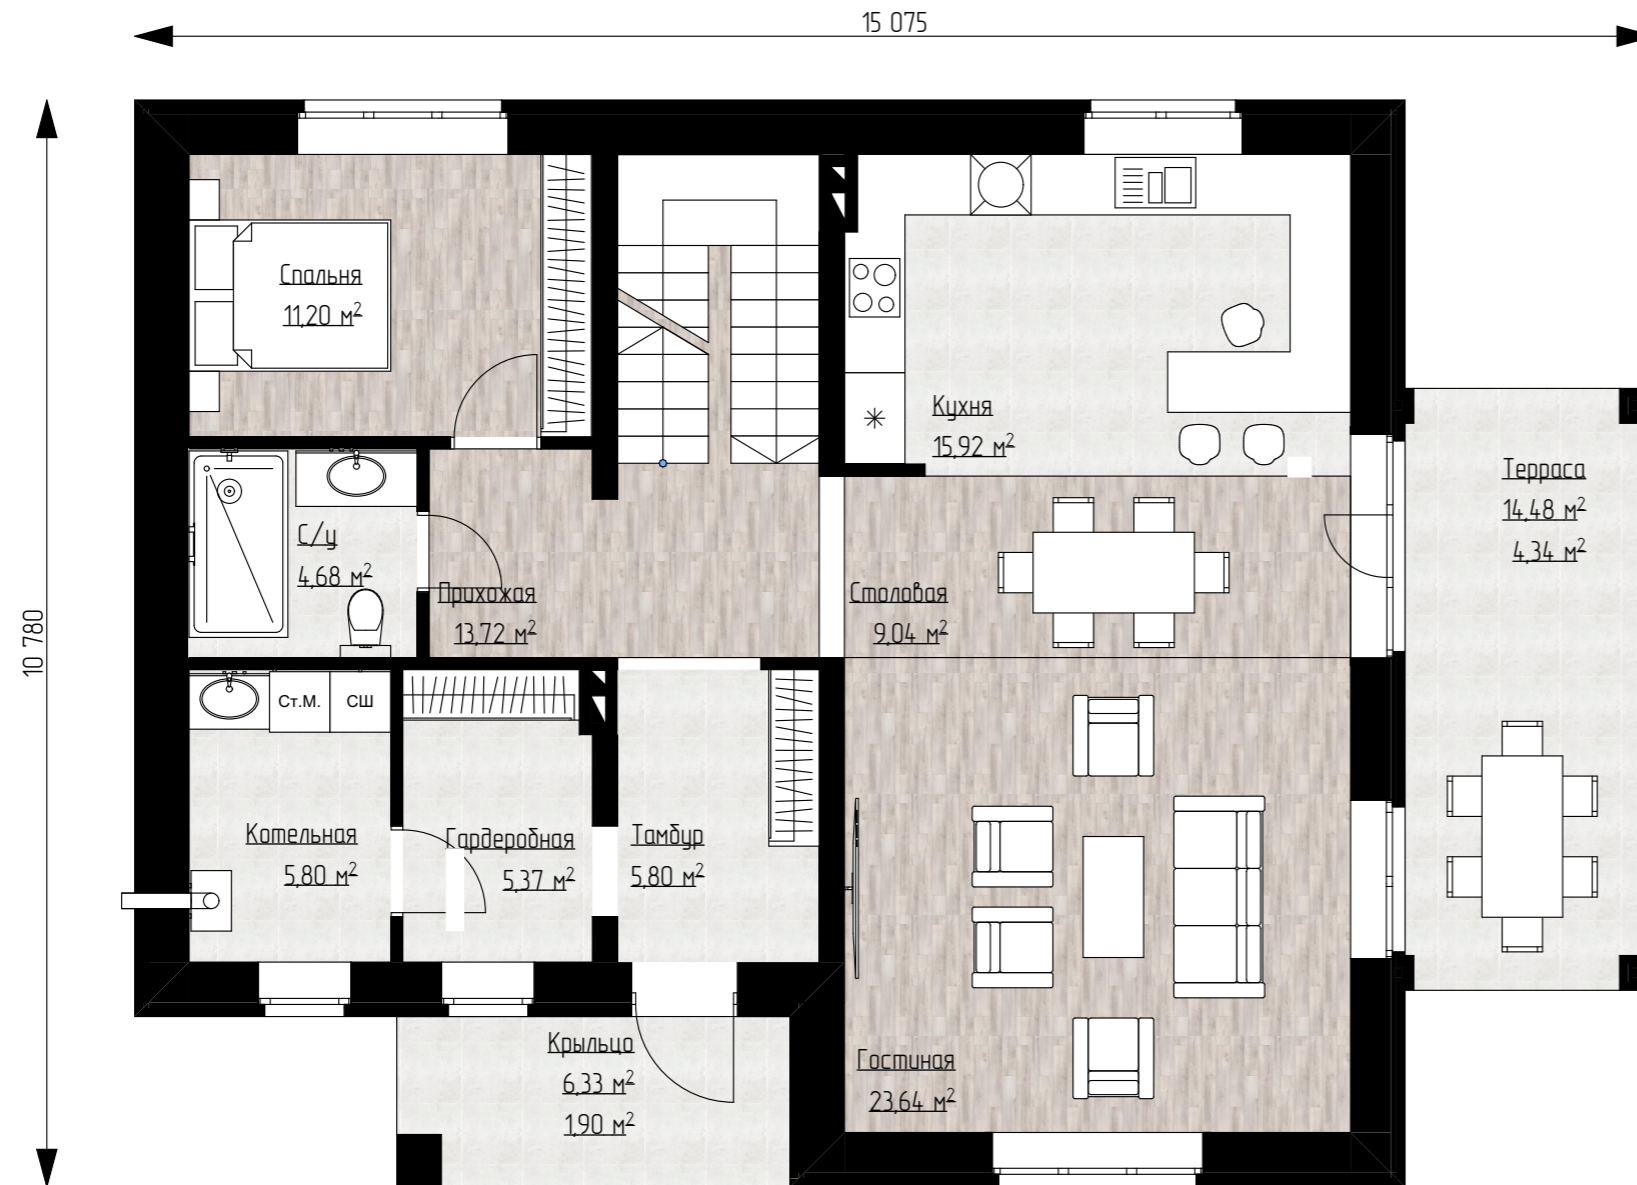 15 075
10 780
Спальня
11,20 м²
Кухня
15,92 м²
Терраса
14,48 м²
4,34 м²
С/у
4,68 м²
Прихожая
13,72 м²
Столовая
9,04 м²
Ст.М.
СШ
Котельная
5,80 м²
Гардеробная
5,37 м²
Тамбур
5,80 м²
Крыльцо
6,33 м²
1,90 м²
Гостиная
23,64 м²